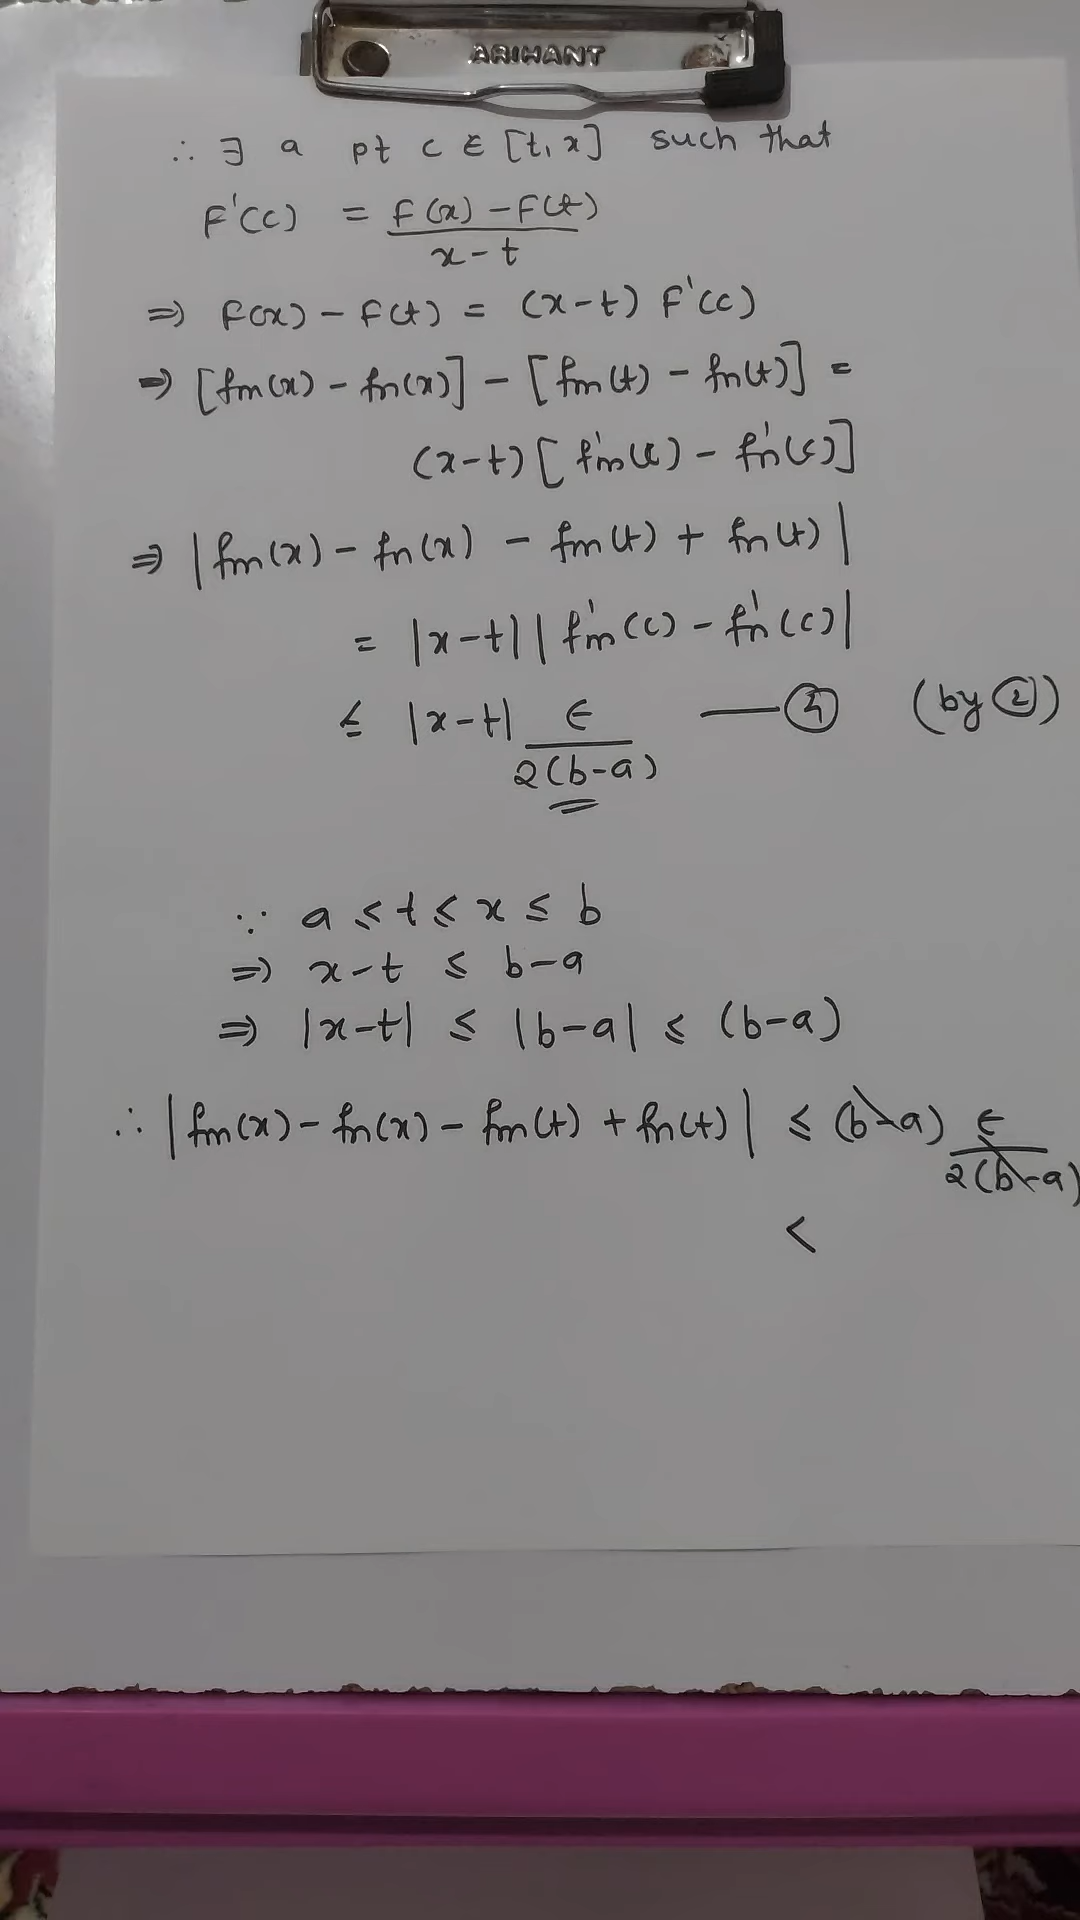 ARIHANT
∴ ∃ a pt c ∈ [t, x] such that
F'(c) = F(x) - F(t) / x - t
⇒ F(x) - F(t) = (x-t) F'(c)
⇒ [fm(x) - fn(x)] - [fm(t) - fn(t)] =
(x-t) [f'm(c) - f'n(c)]
⇒ |fm(x) - fn(x) - fm(t) + fn(t)|
= |x-t| |f'm(c) - f'n(c)|
≤ |x-t| ε / 2(b-a) — ④ (by ②)
∵ a ≤ t ≤ x ≤ b
⇒ x-t ≤ b-a
⇒ |x-t| ≤ |b-a| ≤ (b-a)
∴ |fm(x) - fn(x) - fm(t) + fn(t)| ≤ (b-a) ε / 2(b-a)
<